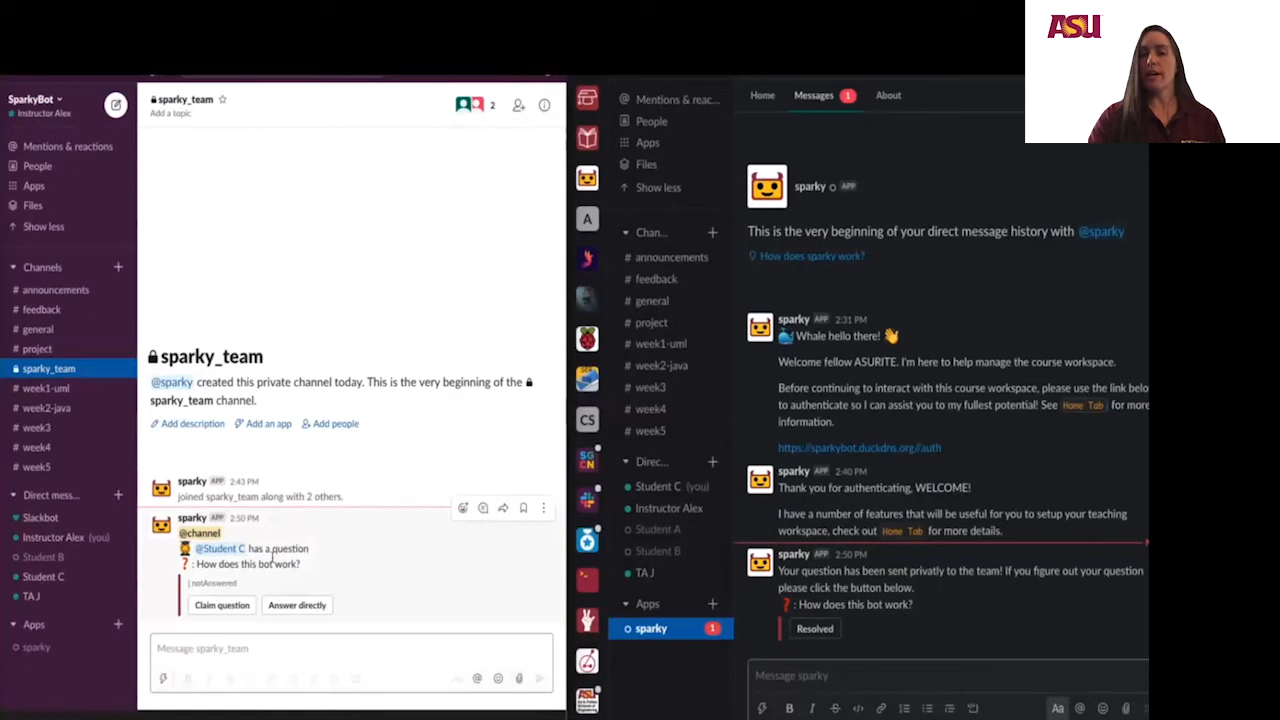 ASU
SparkyBot
Instructor Alex
Mentions & reactions
People
Apps
Files
Show less
Channels
# announcements
# feedback
# general
# project
sparky_team
# week1-uml
# week2-java
# week3
# week4
# week5
Direct mess...
Slackbot
Instructor Alex (you)
Student B
Student C
TA J
Apps
sparky
sparky_team
Add a topic
2
sparky_team
@sparky created this private channel today. This is the very beginning of the
sparky_team channel.
Add description
Add an app
Add people
sparky APP 2:43 PM
joined sparky_team along with 2 others.
sparky APP 2:50 PM
@channel
@Student C has a question
❓ : How does this bot work?
| notAnswered
Claim question
Answer directly
Message sparky_team
Aa
A
CS
SGCN
Mentions & reac...
People
Apps
Files
Show less
Chan...
# announcements
# feedback
# general
# project
# week1-uml
# week2-java
# week3
# week4
# week5
Direc...
Student C (you)
Instructor Alex
Student A
Student B
TA J
Apps
sparky 1
Home
Messages 1
About
sparky APP
This is the very beginning of your direct message history with @sparky
How does sparky work?
sparky APP 2:31 PM
🐳 Whale hello there! 👋
Welcome fellow ASURITE. I'm here to help manage the course workspace.
Before continuing to interact with this course workspace, please use the link belo
to authenticate so I can assist you to my fullest potential! See Home Tab for more
information.
https://sparkybot.duckdns.org//auth
sparky APP 2:40 PM
Thank you for authenticating, WELCOME!
I have a number of features that will be useful for you to setup your teaching
workspace, check out Home Tab for more details.
sparky APP 2:50 PM
Your question has been sent privatly to the team! If you figure out your question
please click the button below.
❓ : How does this bot work?
Resolved
Message sparky
B I S Aa